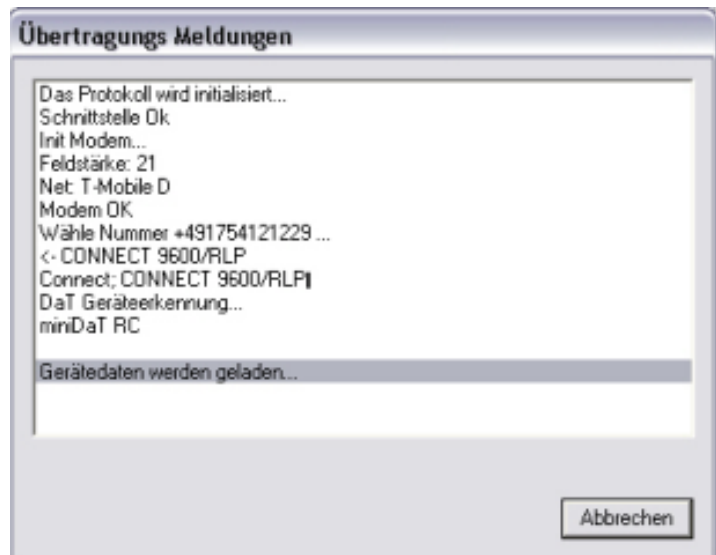 Übertragungs Meldungen
Das Protokoll wird initialisiert...
Schnittstelle Ok
Init Modem...
Feldstärke: 21
Net: T-Mobile D
Modem OK
Wähle Nummer +491754121229 ...
<- CONNECT 9600/RLP
Connect; CONNECT 9600/RLP¶
DaT Geräteerkennung...
miniDaT RC
Gerätedaten werden geladen...
Abbrechen